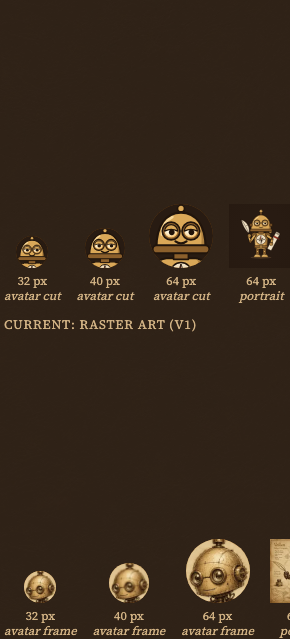 32 px 40 px 64 px 64 px
avatar cut avatar cut avatar cut portrait
CURRENT: RASTER ART (V1)
32 px 40 px 64 px
avatar frame avatar frame avatar frame